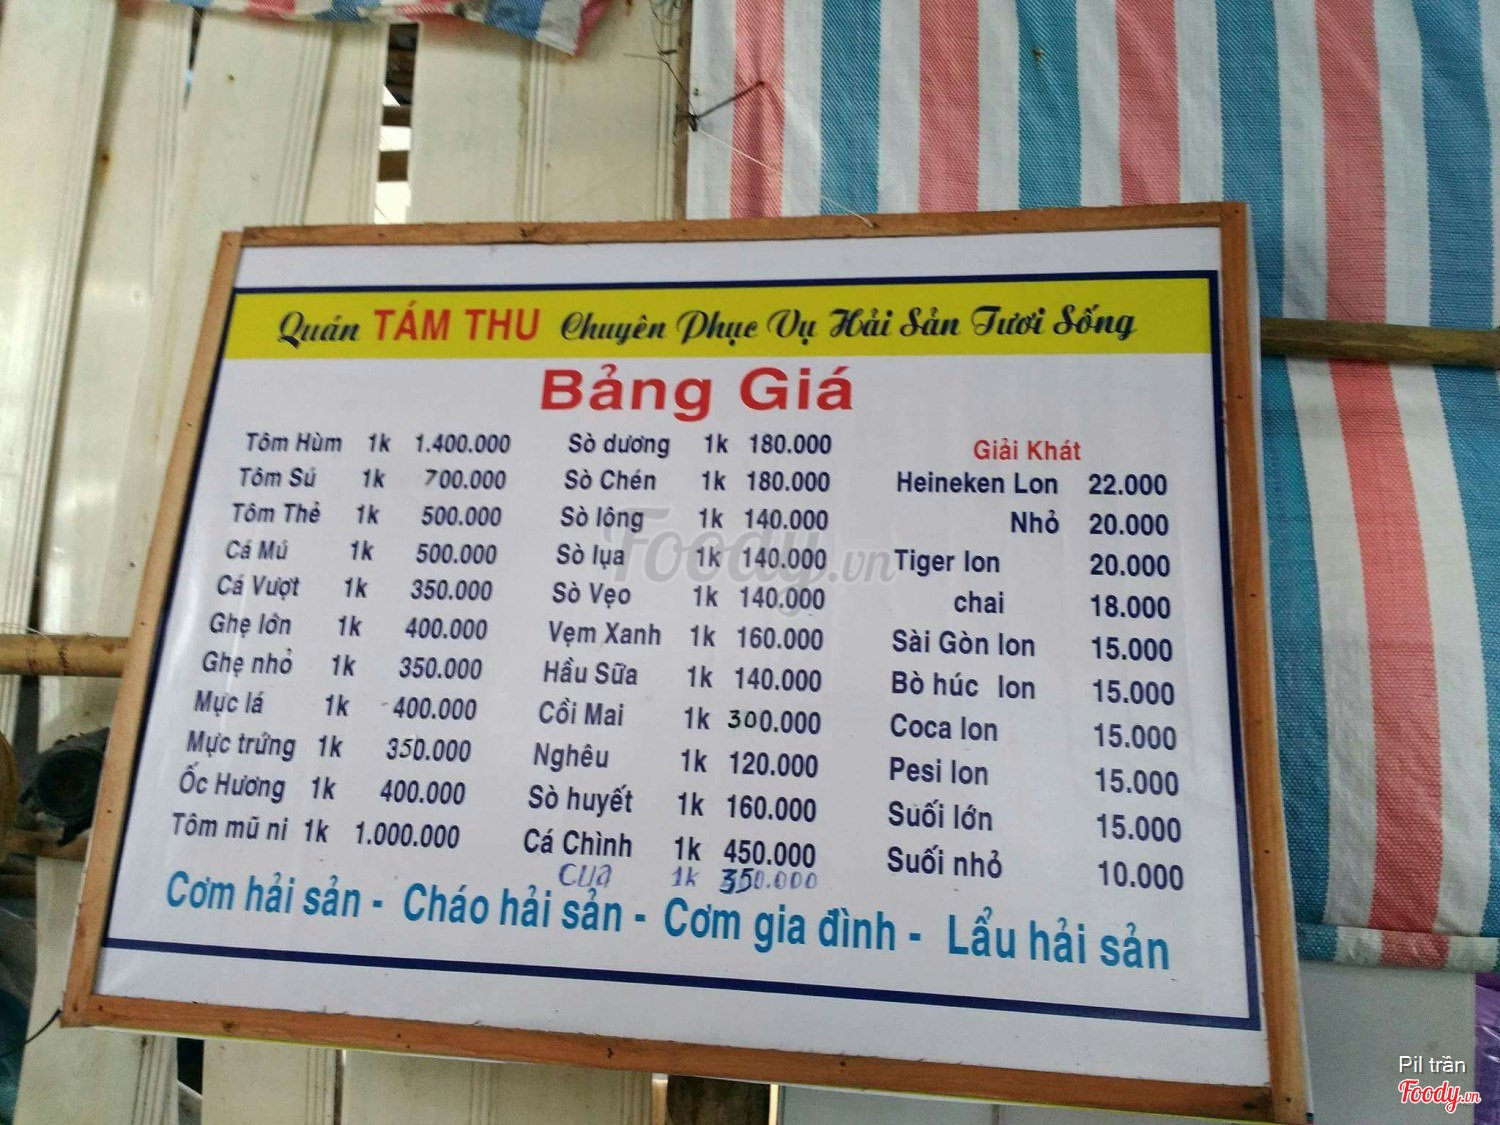 Quán TÁM THU Chuyên Phục Vụ Hải Sản Tươi Sống
Bảng Giá
Tôm Hùm 1k 1.400.000
Tôm Sú 1k 700.000
Tôm Thẻ 1k 500.000
Cá Mú 1k 500.000
Cá Vượt 1k 350.000
Ghẹ lớn 1k 400.000
Ghẹ nhỏ 1k 350.000
Mực lá 1k 400.000
Mực trứng 1k 350.000
Ốc Hương 1k 400.000
Tôm mũ ni 1k 1.000.000
Sò dương 1k 180.000
Sò Chén 1k 180.000
Sò lông 1k 140.000
Sò lụa 1k 140.000
Sò Vẹo 1k 140.000
Vẹm Xanh 1k 160.000
Hầu Sữa 1k 140.000
Cồi Mai 1k 300.000
Nghêu 1k 120.000
Sò huyết 1k 160.000
Cá Chình 1k 450.000
Cua 1k 350.000
Giải Khát
Heineken Lon 22.000
Nhỏ 20.000
Tiger lon 20.000
chai 18.000
Sài Gòn lon 15.000
Bò húc lon 15.000
Coca lon 15.000
Pesi lon 15.000
Suối lớn 15.000
Suối nhỏ 10.000
Cơm hải sản - Cháo hải sản - Cơm gia đình - Lẩu hải sản
Foody.vn
Pil trần
Foody.vn